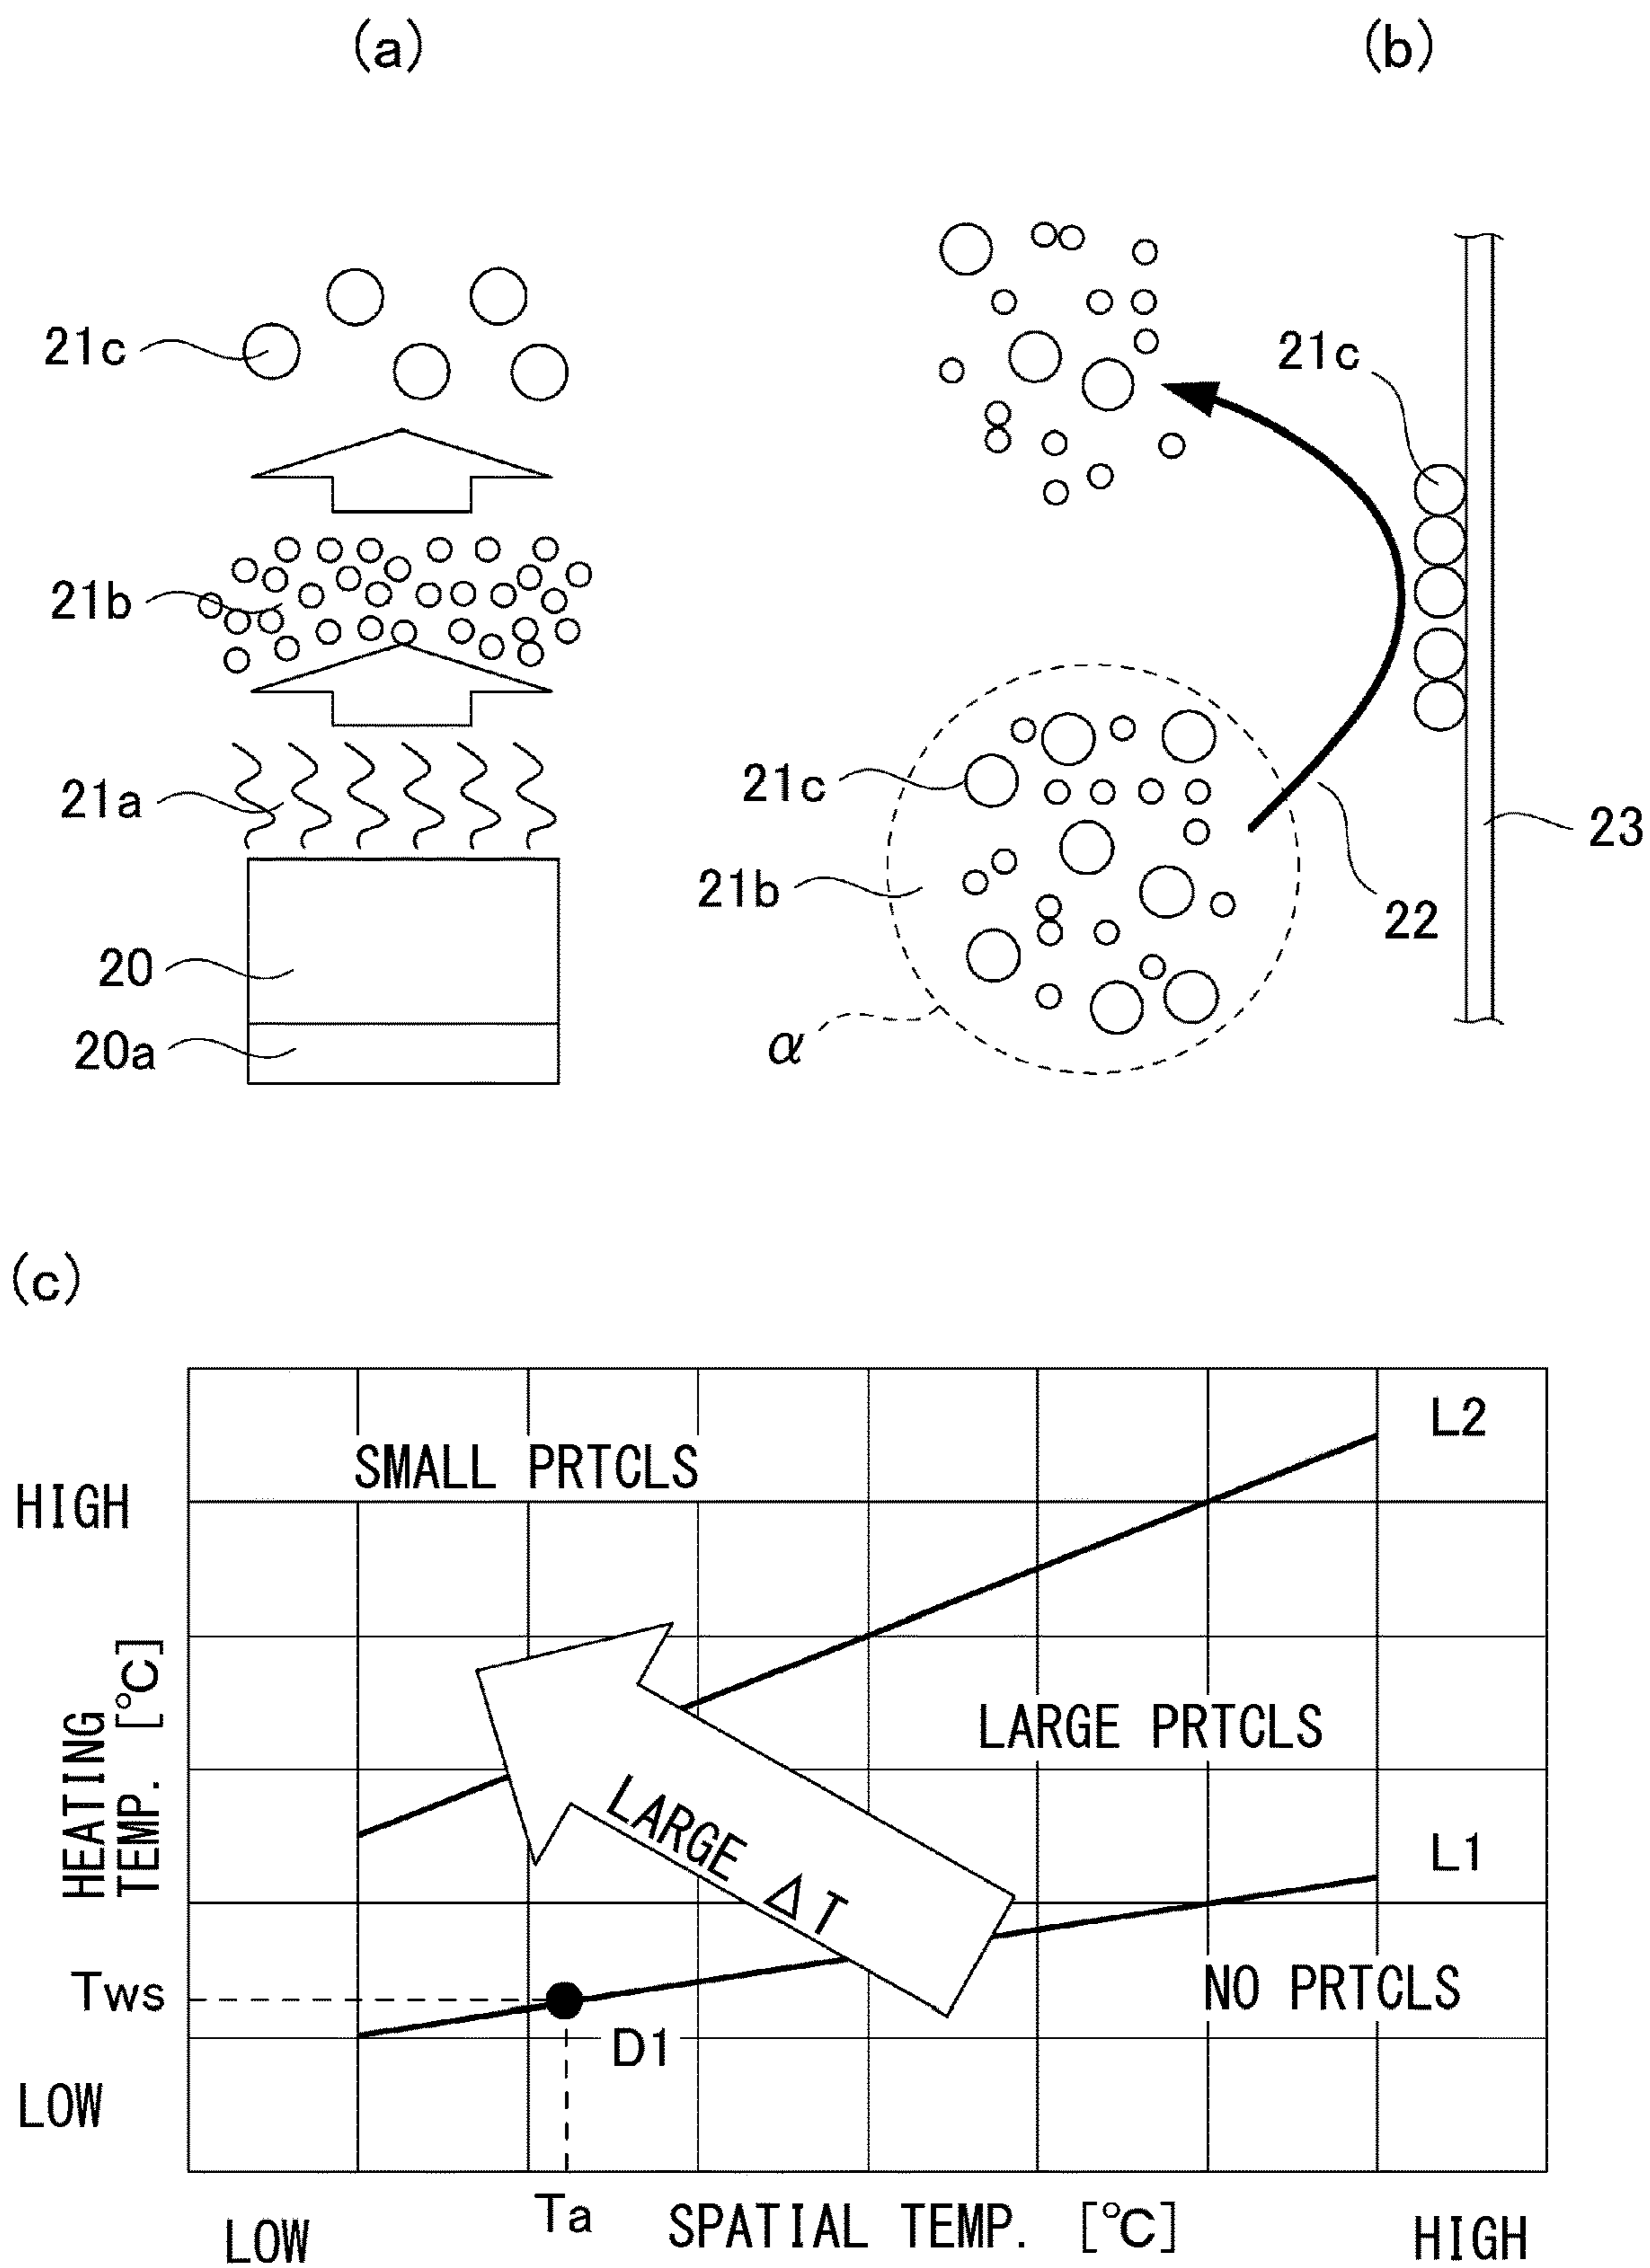 (a)
(b)
21c
21c
21b
21a
21c
23
21b
22
20
20a
α
(c)
L2
SMALL PRTCLS
HIGH
HEATING
TEMP. [°C]
LARGE PRTCLS
LARGE ΔT
L1
NO PRTCLS
Tws
D1
LOW
Ta
SPATIAL TEMP. [°C]
LOW
HIGH